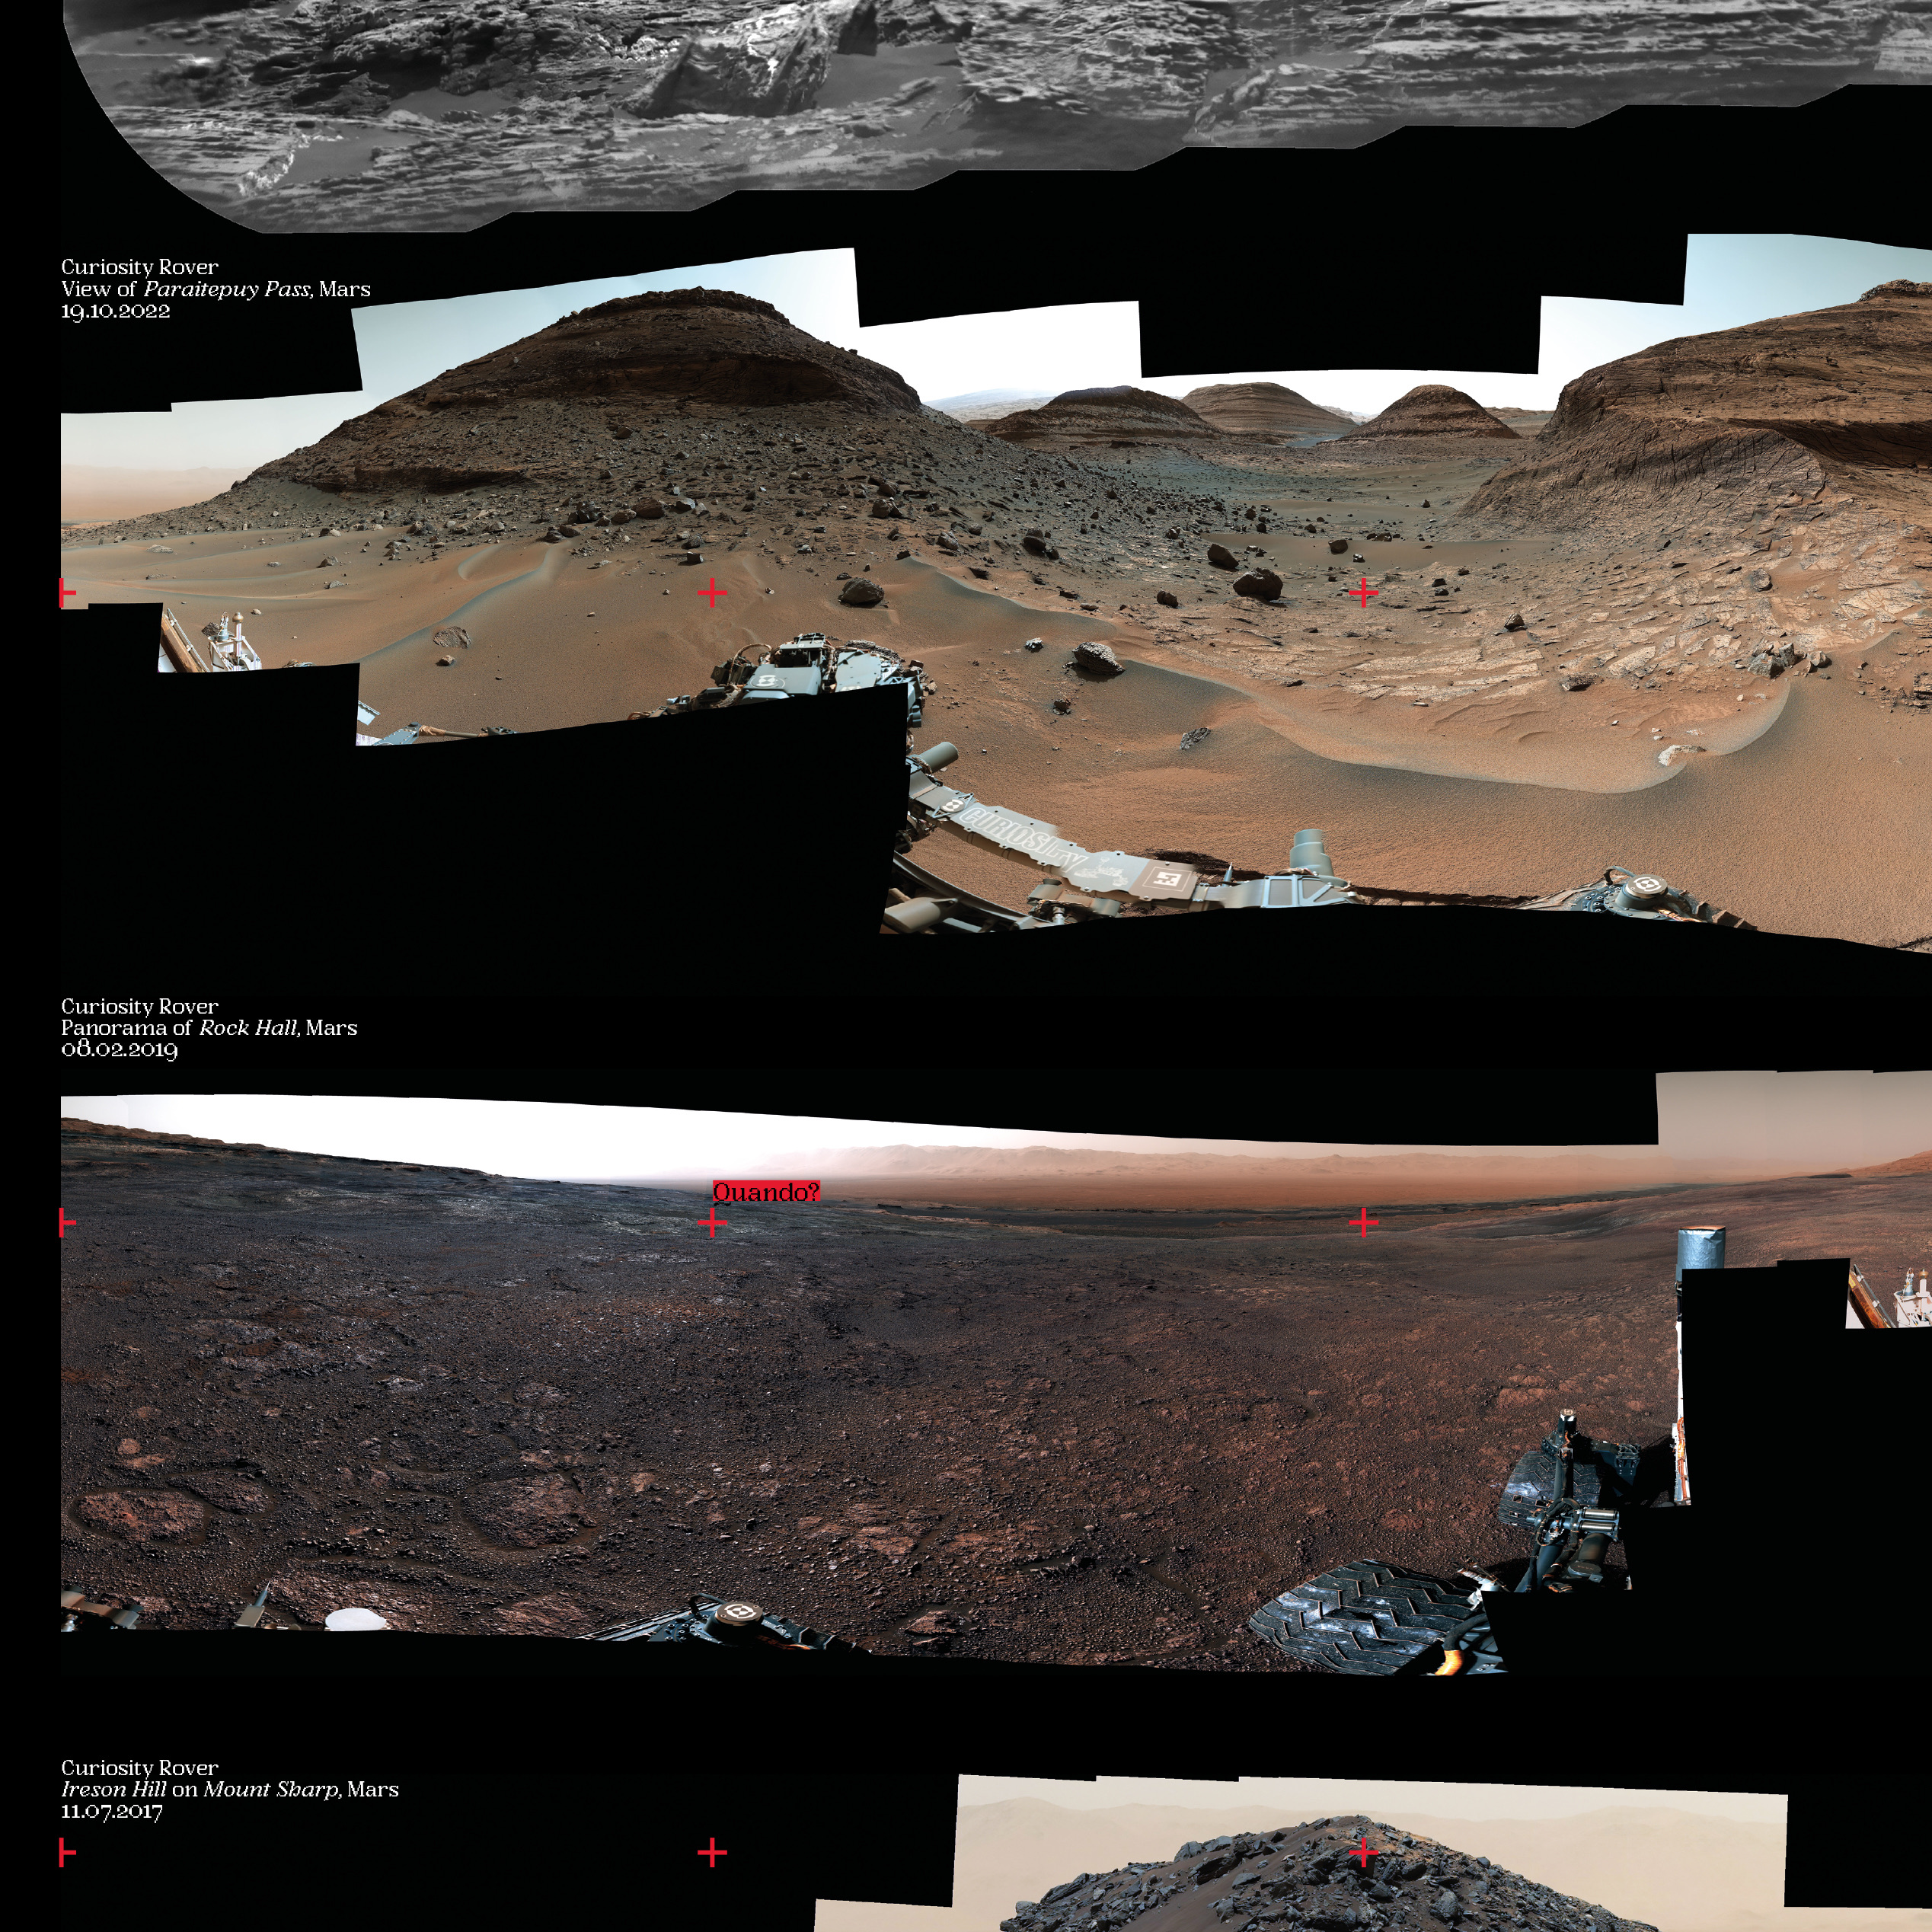 Curiosity Rover
View of Paraitepuy Pass, Mars
19.10.2022
CURIOSITY
Curiosity Rover
Panorama of Rock Hall, Mars
08.02.2019
Quando?
Curiosity Rover
Ireson Hill on Mount Sharp, Mars
11.07.2017